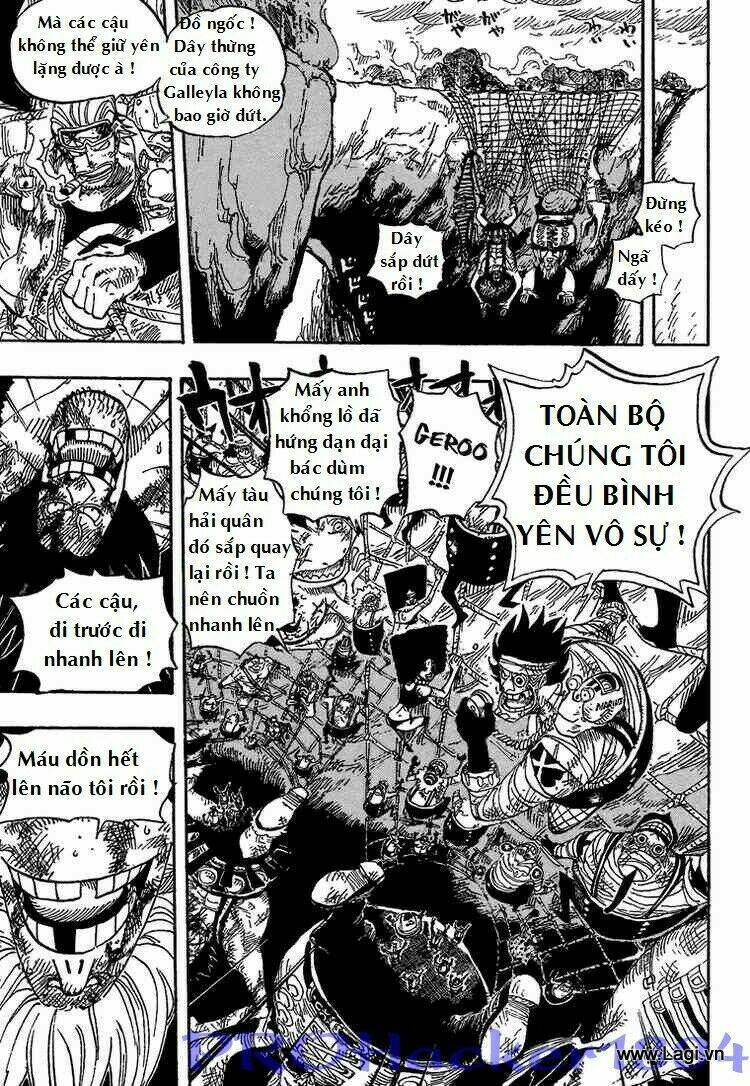 Đừng
kéo !
Ngã
đấy !
Dây
sắp đứt
rồi !
Đồ ngốc !
Dây thừng
của công ty
Galleyla không
bao giờ đứt.
Mà các cậu
không thể giữ yên
lặng được à !
TOÀN BỘ
CHÚNG TÔI
ĐỀU BÌNH
YÊN VÔ SỰ !
GEROO
!!!
Mấy anh
khổng lồ đã
hứng đạn đại
bác dùm
chúng tôi !
Mấy tàu
hải quân
đó sắp quay
lại rồi ! Ta
nên chuồn
nhanh lên.
Các cậu,
đi trước đi
nhanh lên !
Máu dồn hết
lên não tôi rồi !
PROHacker1994
www.Lagi.vn